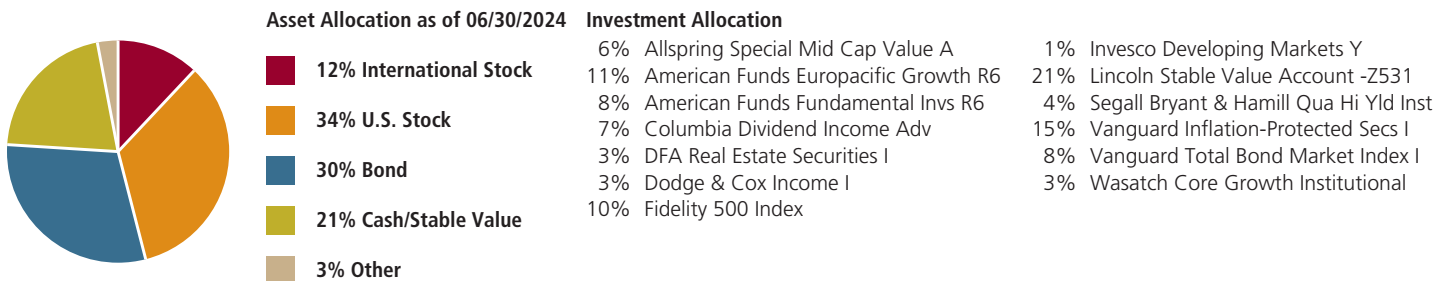 Asset Allocation as of 06/30/2024
12% International Stock
34% U.S. Stock
30% Bond
21% Cash/Stable Value
3% Other
Investment Allocation
6% Allspring Special Mid Cap Value A
11% American Funds Europacific Growth R6
8% American Funds Fundamental Invs R6
7% Columbia Dividend Income Adv
3% DFA Real Estate Securities I
3% Dodge & Cox Income I
10% Fidelity 500 Index
1% Invesco Developing Markets Y
21% Lincoln Stable Value Account -Z531
4% Segall Bryant & Hamill Qua Hi Yld Inst
15% Vanguard Inflation-Protected Secs I
8% Vanguard Total Bond Market Index I
3% Wasatch Core Growth Institutional